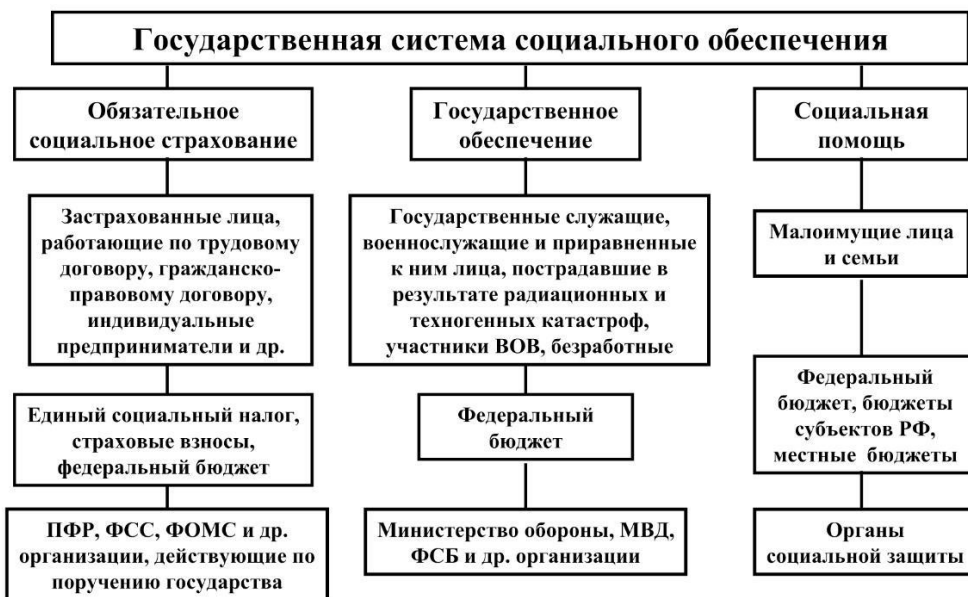 Государственная система социального обеспечения
Обязательное
социальное страхование
Застрахованные лица,
работающие по трудовому
договору, гражданско-
правовому договору,
индивидуальные
предприниматели и др.
Единый социальный налог,
страховые взносы,
федеральный бюджет
ПФР, ФСС, ФОМС и др.
организации, действующие по
поручению государства
Государственное
обеспечение
Государственные служащие,
военнослужащие и приравненные
к ним лица, пострадавшие в
результате радиационных и
техногенных катастроф,
участники ВОВ, безработные
Федеральный
бюджет
Министерство обороны, МВД,
ФСБ и др. организации
Социальная
помощь
Малоимущие лица
и семьи
Федеральный
бюджет, бюджеты
субъектов РФ,
местные бюджеты
Органы
социальной защиты